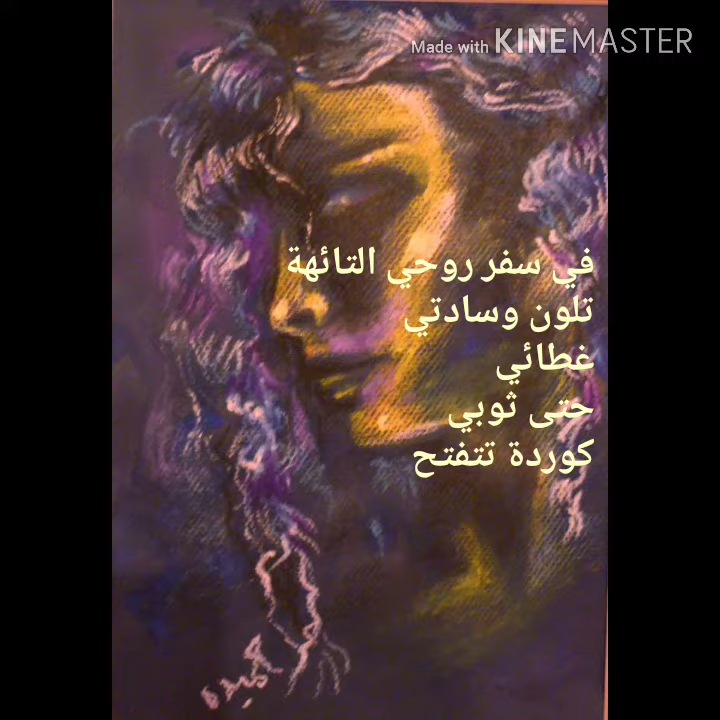 Made with KINEMASTER
في سفر روحي التائهة
تلون وسادتي
غطائي
حتى ثوبي
كوردة تتفتح